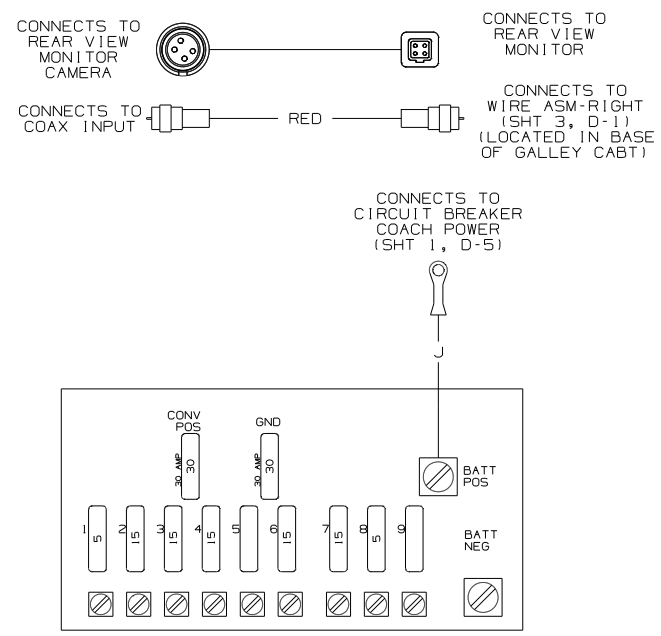 CONNECTS TO
REAR VIEW
MONITOR
CAMERA
CONNECTS TO
REAR VIEW
MONITOR
CONNECTS TO
COAX INPUT
RED
CONNECTS TO
WIRE ASM-RIGHT
(SHT 3, D-1)
(LOCATED IN BASE
OF GALLEY CABT)
CONNECTS TO
CIRCUIT BREAKER
COACH POWER
(SHT 1, D-5)
J
CONV
POS
GND
30 AMP
30
30 AMP
30
BATT
POS
1
5
2
15
3
15
4
15
5
6
15
7
15
8
5
9
BATT
NEG